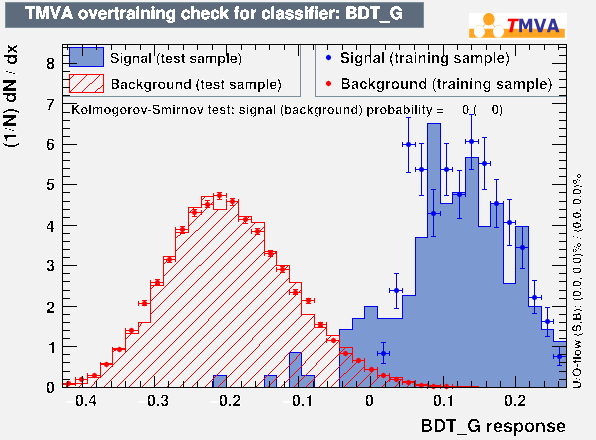 TMVA overtraining check for classifier: BDT_G
TMVA
Signal (test sample)
Background (test sample)
Signal (training sample)
Background (training sample)
Kolmogorov-Smirnov test: signal (background) probability = 0 ( 0)
(1/N) dN / dx
8
7
6
5
4
3
2
1
0
-0.4 -0.3 -0.2 -0.1 0 0.1 0.2
BDT_G response
U/O-flow (S,B): (0.0, 0.0)% / (0.0, 0.0)%